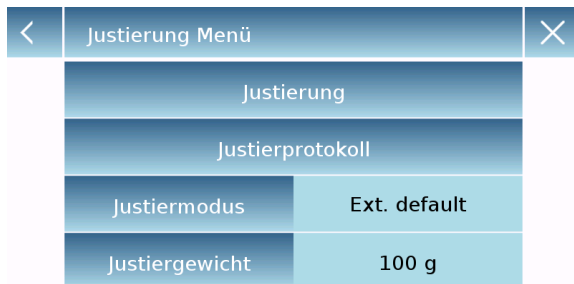 Justierung Menü
Justierung
Justierprotokoll
Justiermodus Ext. default
Justiergewicht 100 g